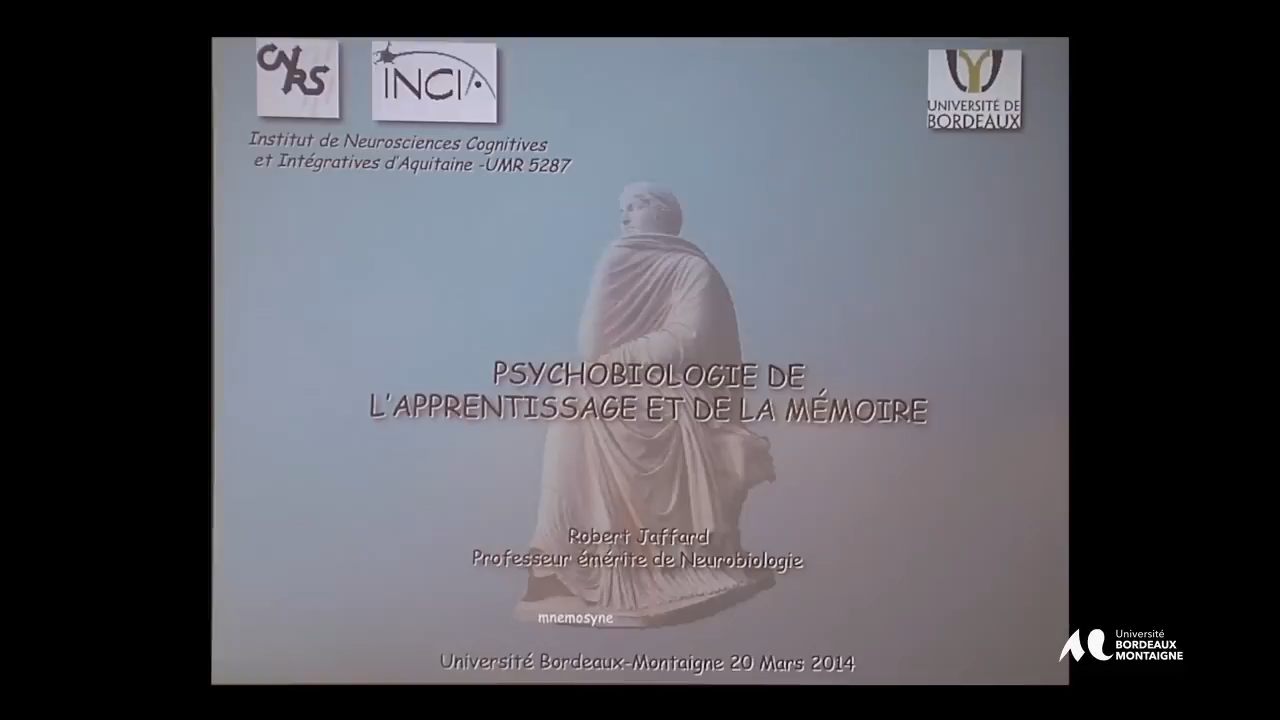 CNRS
INCIA
UNIVERSITÉ DE
BORDEAUX
Institut de Neurosciences Cognitives
et Intégratives d'Aquitaine -UMR 5287
PSYCHOBIOLOGIE DE
L'APPRENTISSAGE ET DE LA MÉMOIRE
Robert Jaffard
Professeur émérite de Neurobiologie
mnemosyne
Université Bordeaux-Montaigne 20 Mars 2014
Université
BORDEAUX
MONTAIGNE